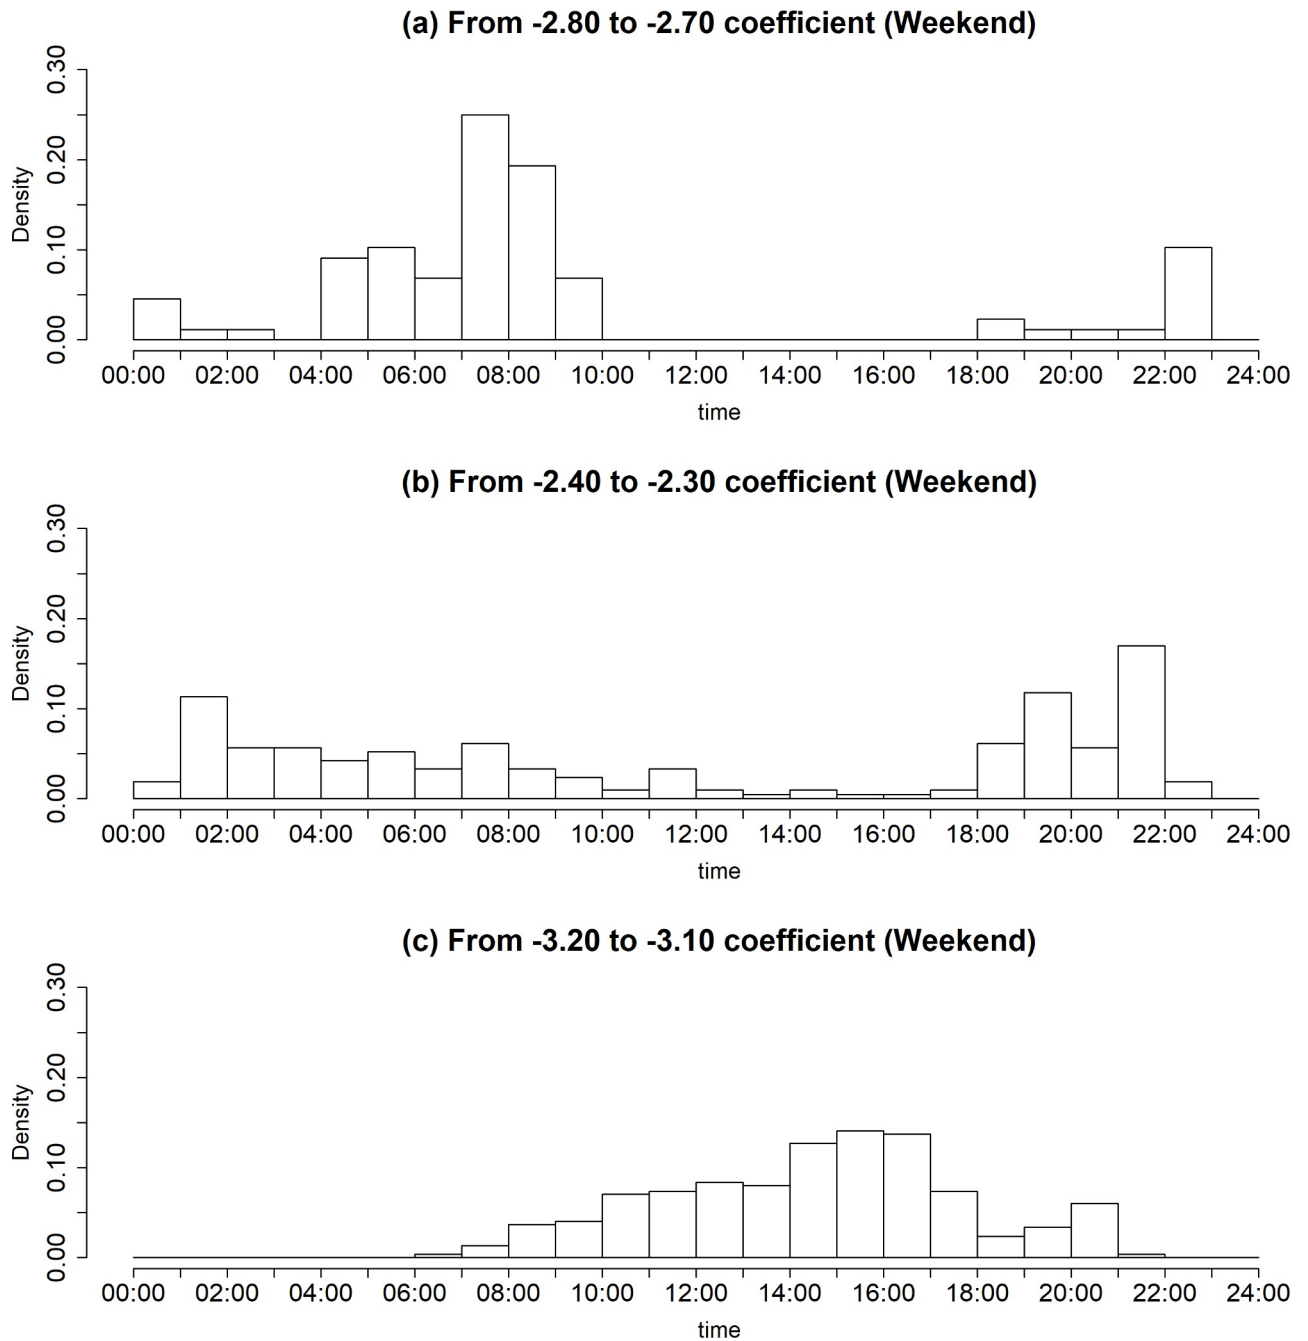 (a) From -2.80 to -2.70 coefficient (Weekend)
0.30
0.20
0.10
0.00
Density
00:00 02:00 04:00 06:00 08:00 10:00 12:00 14:00 16:00 18:00 20:00 22:00 24:00
time
(b) From -2.40 to -2.30 coefficient (Weekend)
0.30
0.20
0.10
0.00
Density
00:00 02:00 04:00 06:00 08:00 10:00 12:00 14:00 16:00 18:00 20:00 22:00 24:00
time
(c) From -3.20 to -3.10 coefficient (Weekend)
0.30
0.20
0.10
0.00
Density
00:00 02:00 04:00 06:00 08:00 10:00 12:00 14:00 16:00 18:00 20:00 22:00 24:00
time